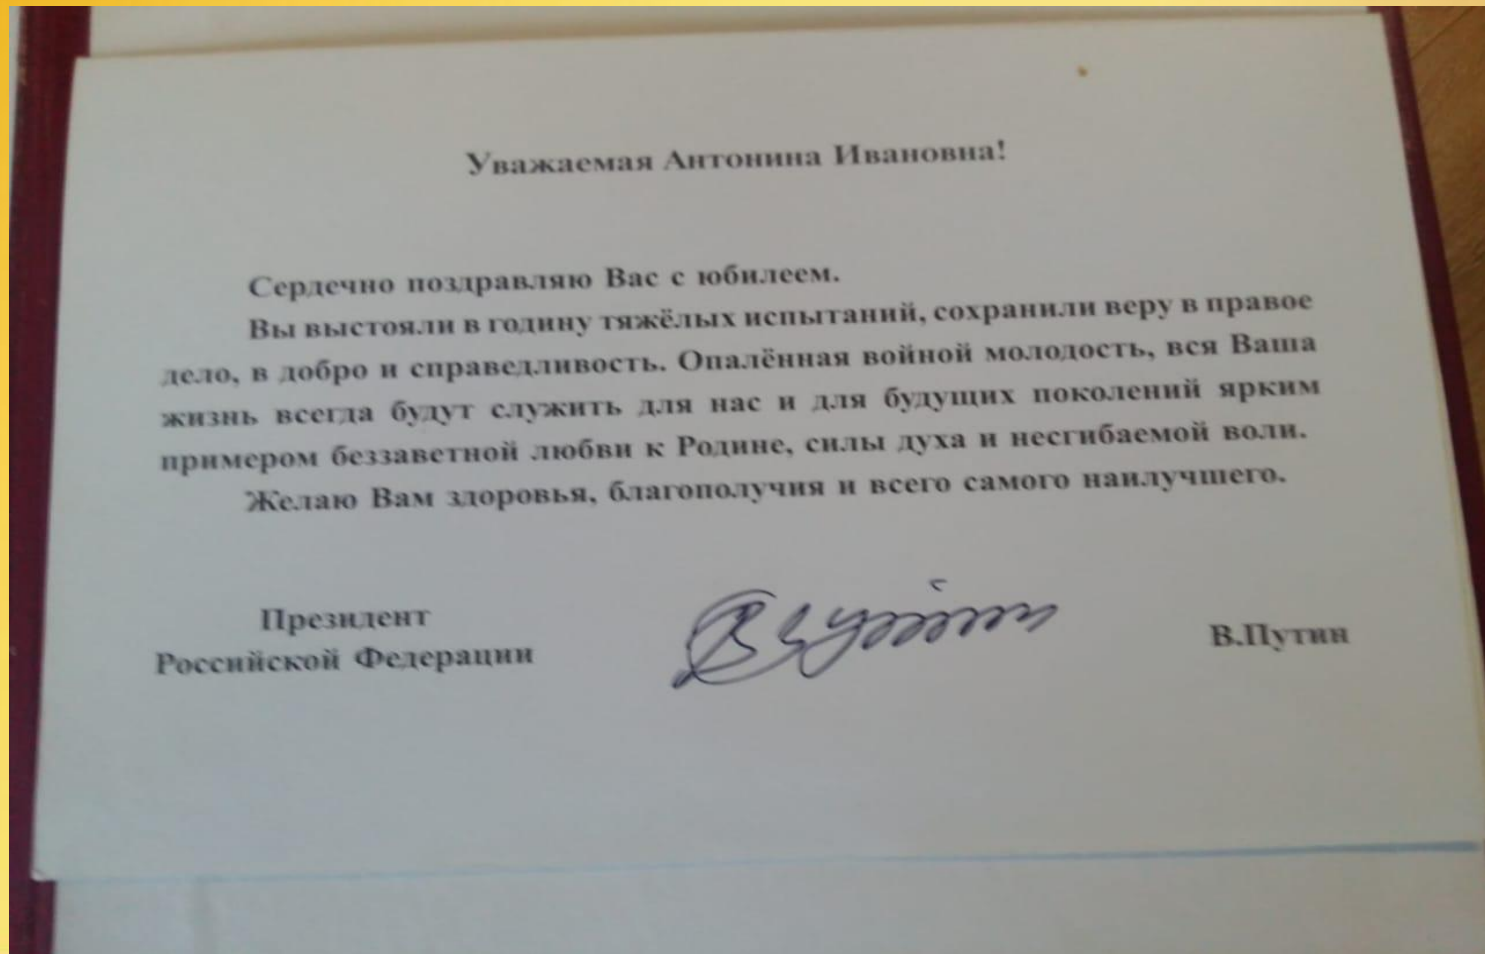 Уважаемая Антонина Ивановна!
Сердечно поздравляю Вас с юбилеем.
Вы выстояли в годину тяжёлых испытаний, сохранили веру в правое
дело, в добро и справедливость. Опалённая войной молодость, вся Ваша
жизнь всегда будут служить для нас и для будущих поколений ярким
примером беззаветной любви к Родине, силы духа и несгибаемой воли.
Желаю Вам здоровья, благополучия и всего самого наилучшего.
Президент
Российской Федерации
В.Путин